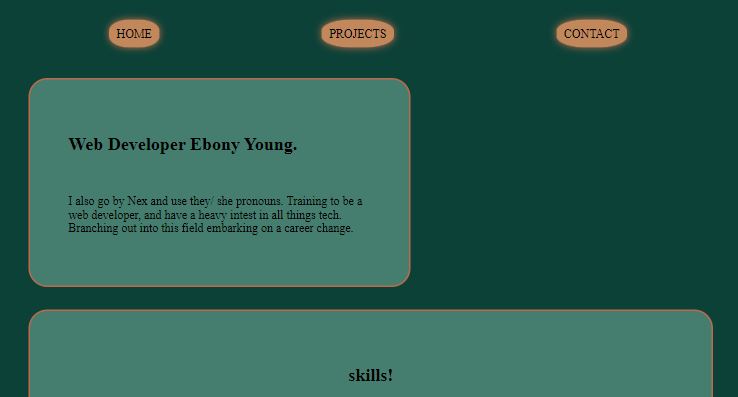 HOME PROJECTS CONTACT
Web Developer Ebony Young.
I also go by Nex and use they/ she pronouns. Training to be a
web developer, and have a heavy intest in all things tech.
Branching out into this field embarking on a career change.
skills!